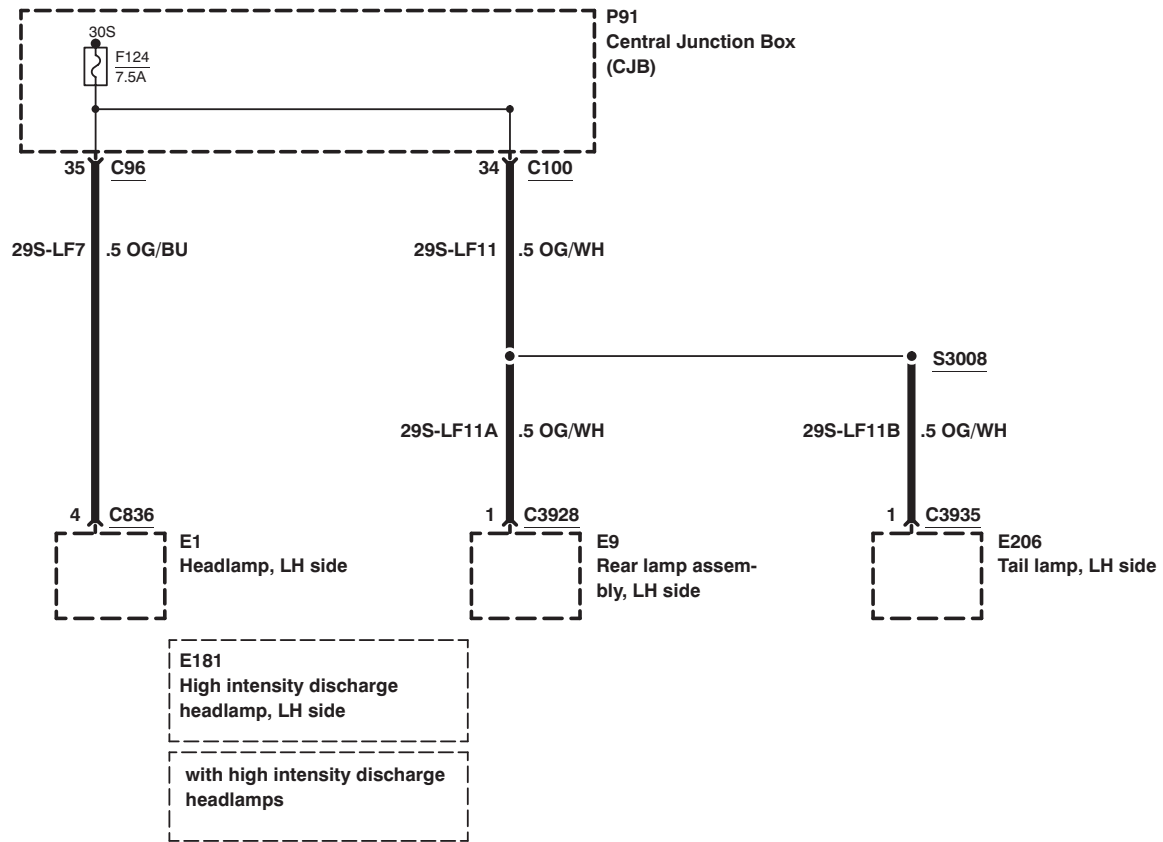 P91
Central Junction Box
(CJB)
30S
F124
7.5A
35 C96
34 C100
29S-LF7 .5 OG/BU
29S-LF11 .5 OG/WH
S3008
29S-LF11A .5 OG/WH
29S-LF11B .5 OG/WH
4 C836
1 C3928
1 C3935
E1
Headlamp, LH side
E9
Rear lamp assem-
bly, LH side
E206
Tail lamp, LH side
E181
High intensity discharge
headlamp, LH side
with high intensity discharge
headlamps